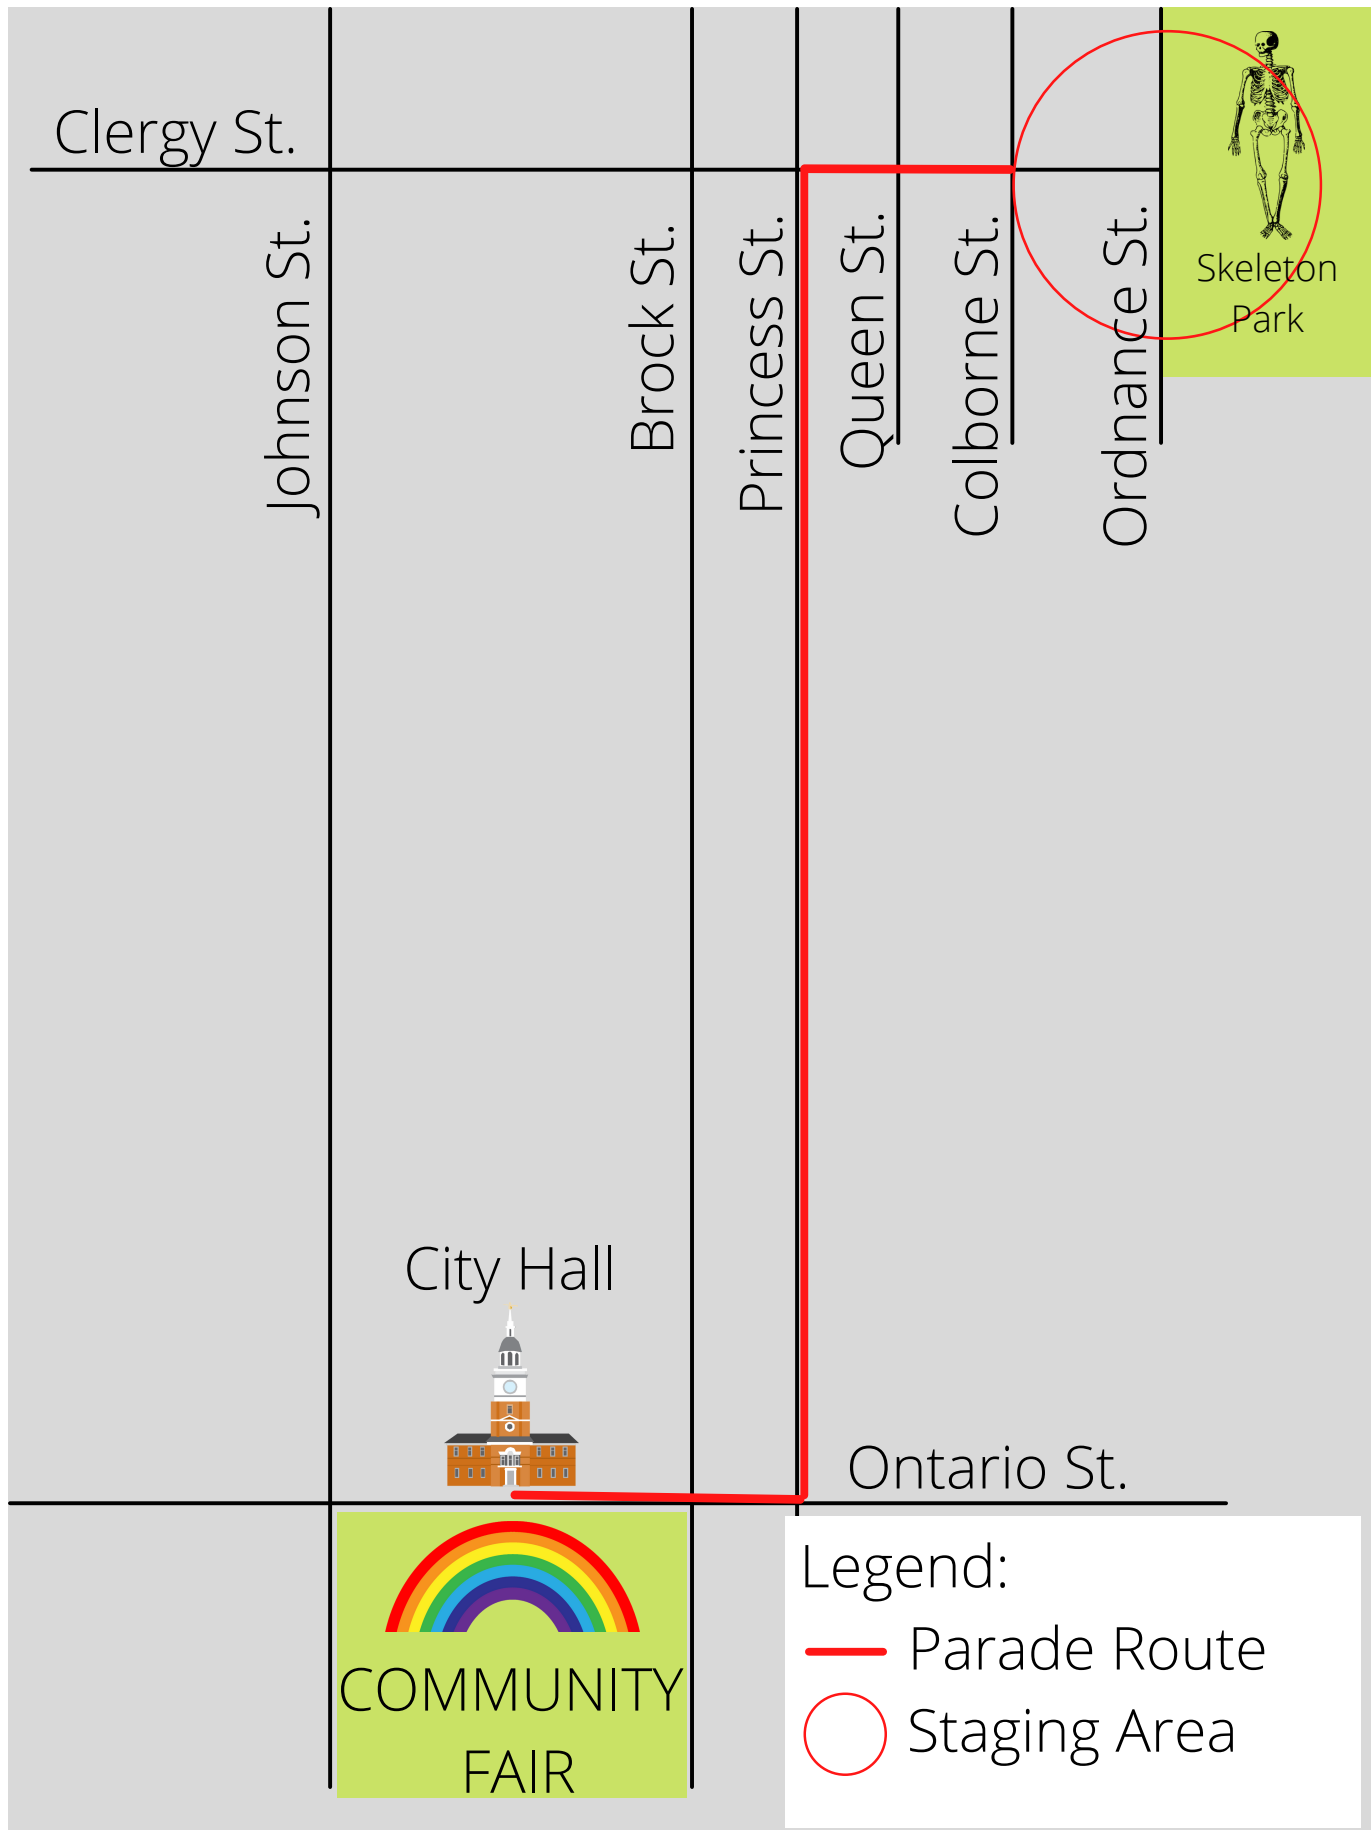 Clergy St.
Johnson St.
Brock St.
Princess St.
Queen St.
Colborne St.
Ordnance St.
Skeleton
Park
City Hall
Ontario St.
COMMUNITY
FAIR
Legend:
Parade Route
Staging Area